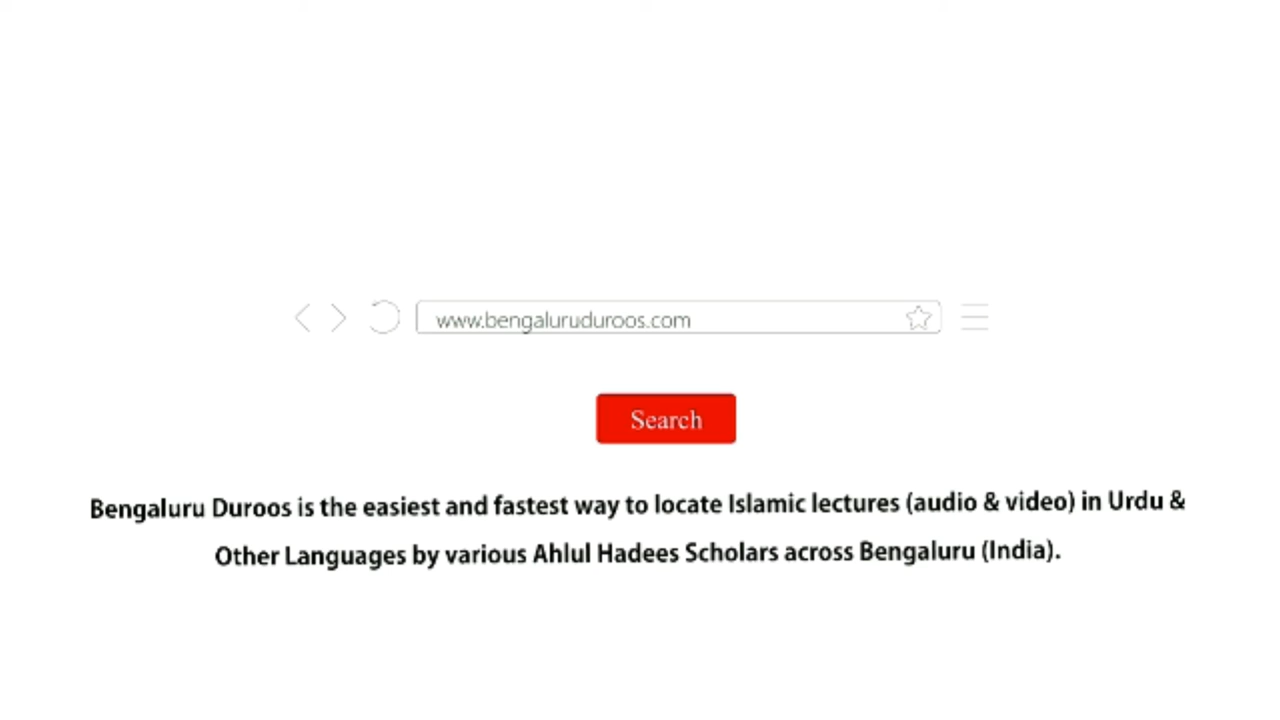 www.bengaluruduroos.com
Search
Bengaluru Duroos is the easiest and fastest way to locate Islamic lectures (audio & video) in Urdu &
Other Languages by various Ahlul Hadees Scholars across Bengaluru (India).